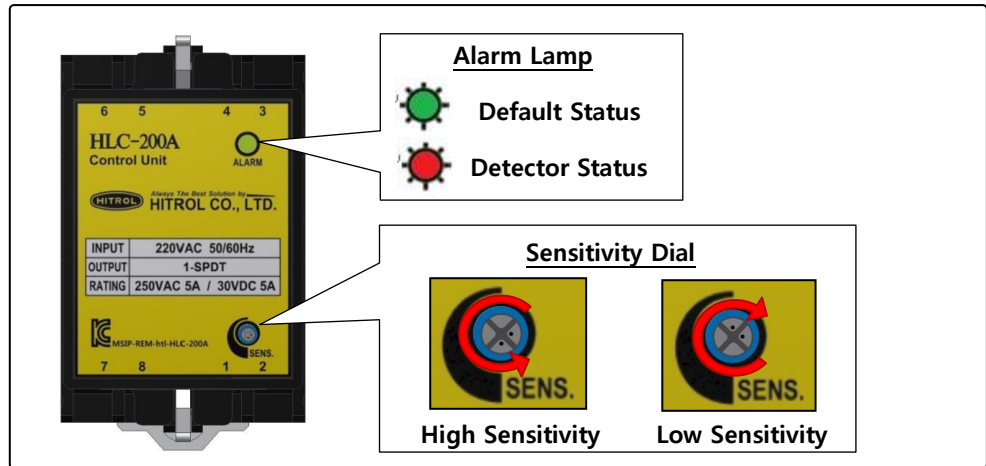 6 5 4 3
HLC-200A
Control Unit
ALARM
HITROL
Always The Best Solution by
HITROL CO., LTD.
INPUT 220VAC 50/60Hz
OUTPUT 1-SPDT
RATING 250VAC 5A / 30VDC 5A
MSIP-REM-htl-HLC-200A
SENS.
7 8 1 2
Alarm Lamp
Default Status
Detector Status
Sensitivity Dial
SENS. SENS.
High Sensitivity Low Sensitivity